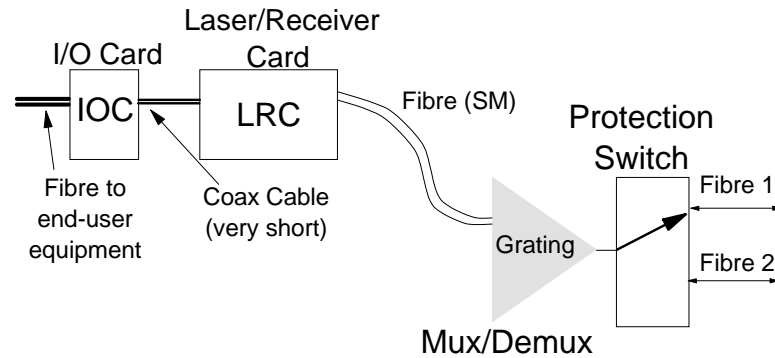 Laser/Receiver
Card
I/O Card
IOC
LRC
Fibre (SM)
Protection
Switch
Fibre to
end-user
equipment
Coax Cable
(very short)
Fibre 1
Grating
Fibre 2
Mux/Demux